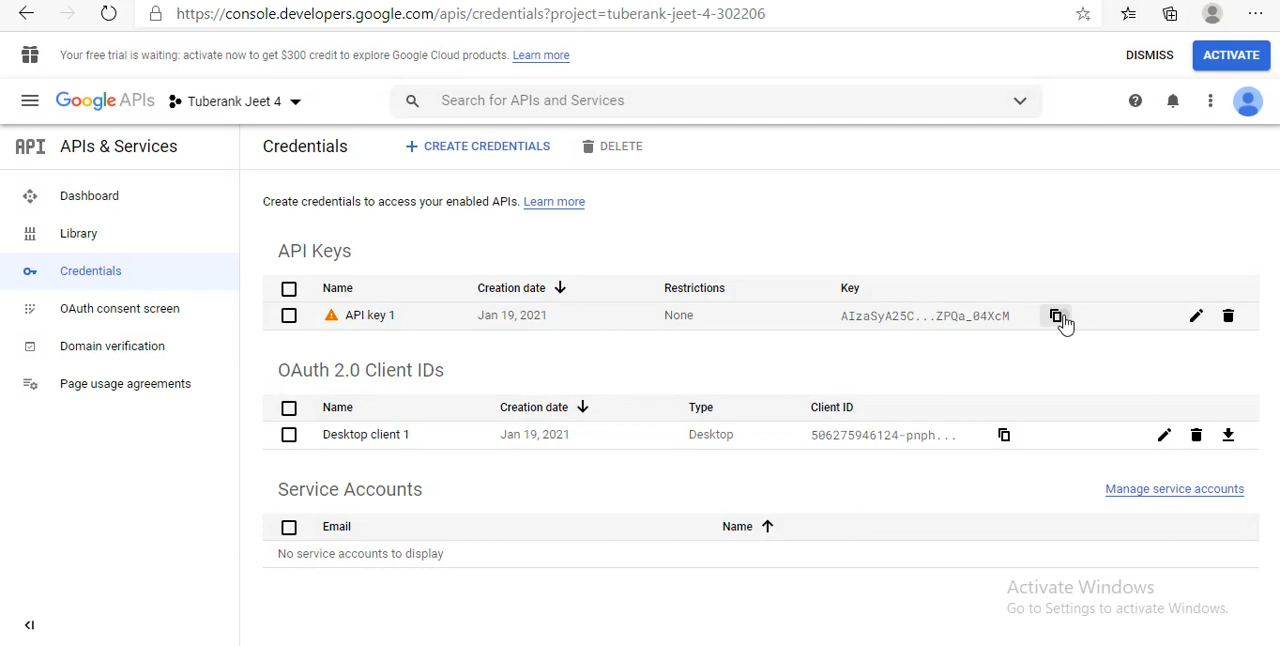 https://console.developers.google.com/apis/credentials?project=tuberank-jeet-4-302206
Your free trial is waiting: activate now to get $300 credit to explore Google Cloud products. Learn more
DISMISS
ACTIVATE
Google APIs
Tuberank Jeet 4
Search for APIs and Services
API APIs & Services
Credentials
+ CREATE CREDENTIALS
DELETE
Dashboard
Library
Credentials
OAuth consent screen
Domain verification
Page usage agreements
Create credentials to access your enabled APIs. Learn more
API Keys
Name Creation date Restrictions Key
API key 1 Jan 19, 2021 None AIzaSyA25C...ZPQa_04XcM
OAuth 2.0 Client IDs
Name Creation date Type Client ID
Desktop client 1 Jan 19, 2021 Desktop 506275946124-pnph...
Service Accounts
Manage service accounts
Email Name
No service accounts to display
Activate Windows
Go to Settings to activate Windows.